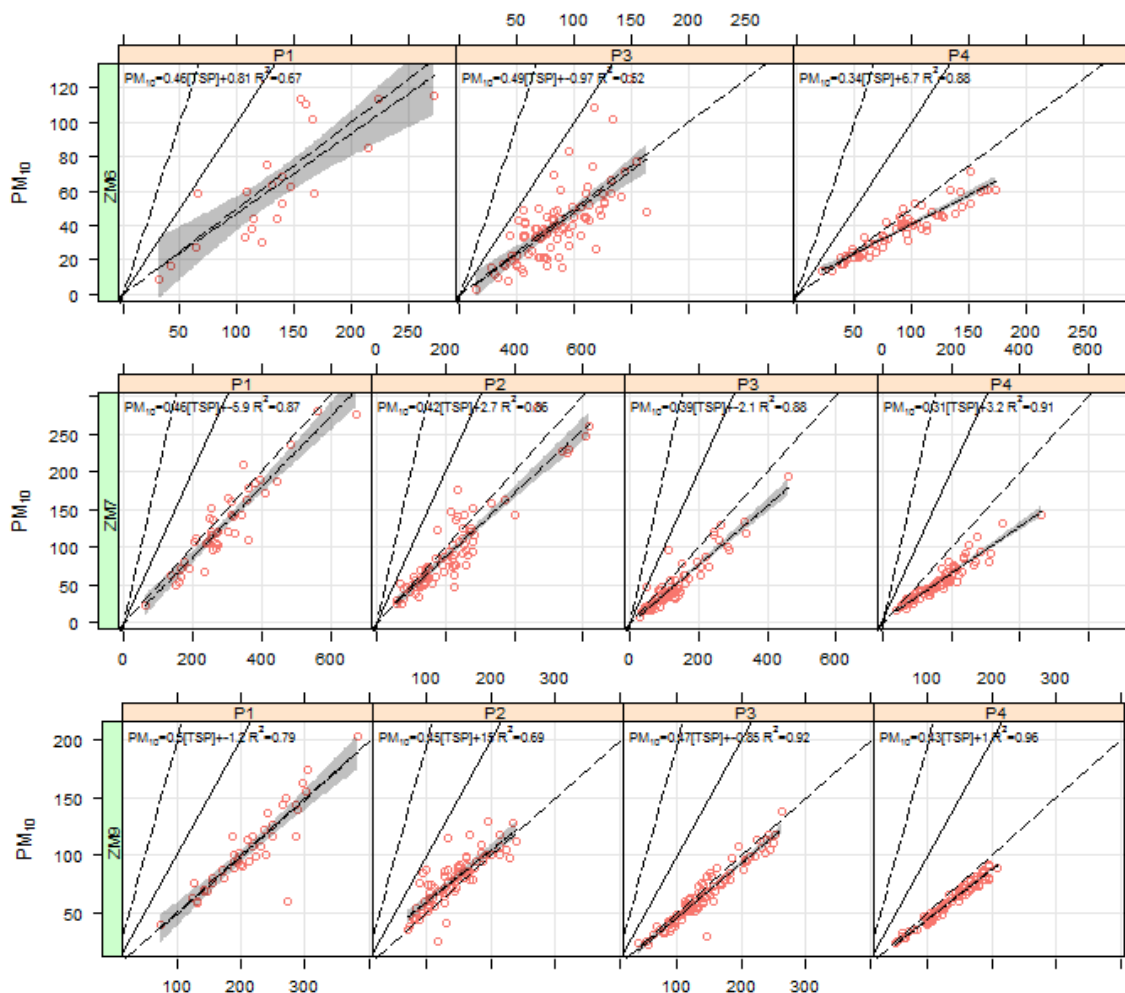 50 150 250
P1 P3 P4
PM₁₀=0.46[TSP]+0.81 R²=0.67 PM₁₀=0.49[TSP]+-0.97 R²=0.52 PM₁₀=0.34[TSP]+6.7 R²=0.88
120
100
80
60
40
20
0
PM₁₀
ZM6
50 100 150 200 250 50 150 250
0 200 400 600 0 200 400 600
P1 P2 P3 P4
PM₁₀=0.46[TSP]+-5.9 R²=0.87 PM₁₀=0.42[TSP]+2.7 R²=0.86 PM₁₀=0.39[TSP]+-2.1 R²=0.88 PM₁₀=0.31[TSP]+3.2 R²=0.91
250
200
150
100
50
0
PM₁₀
ZM7
0 200 400 600 0 200 400 600
100 200 300 100 200 300
P1 P2 P3 P4
PM₁₀=0.5[TSP]+-1.2 R²=0.79 PM₁₀=0.45[TSP]+15 R²=0.69 PM₁₀=0.47[TSP]+-0.85 R²=0.92 PM₁₀=0.43[TSP]+1 R²=0.96
200
150
100
50
PM₁₀
ZM9
100 200 300 100 200 300